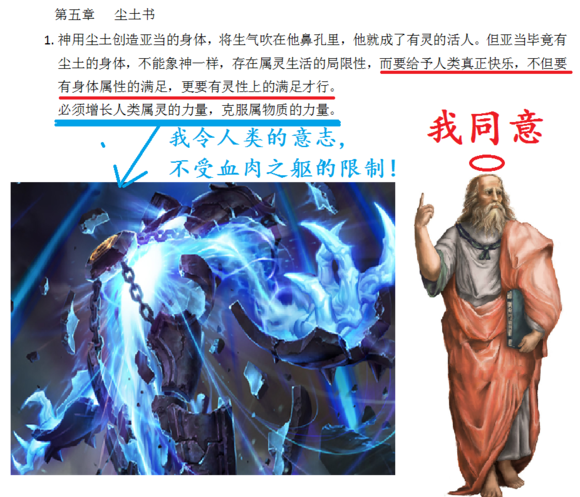 第五章 尘土书
1. 神用尘土创造亚当的身体，将生气吹在他鼻孔里，他就成了有灵的活人。但亚当毕竟有
尘土的身体，不能象神一样，存在属灵生活的局限性，而要给予人类真正快乐，不但要
有身体属性的满足，更要有灵性上的满足才行。
必须增长人类属灵的力量，克服属物质的力量。
我令人类的意志，
不受血肉之躯的限制！
我同意